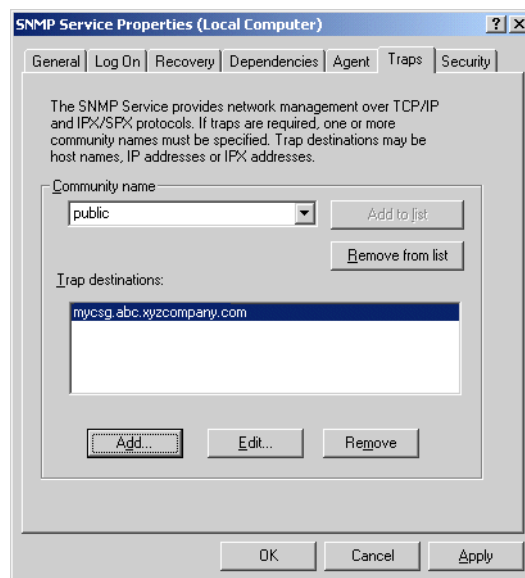 SNMP Service Properties (Local Computer)
General Log On Recovery Dependencies Agent Traps Security
The SNMP Service provides network management over TCP/IP
and IPX/SPX protocols. If traps are required, one or more
community names must be specified. Trap destinations may be
host names, IP addresses or IPX addresses.
Community name
public
Add to list
Remove from list
Trap destinations:
mycsg.abc.xyzcompany.com
Add... Edit... Remove
OK Cancel Apply